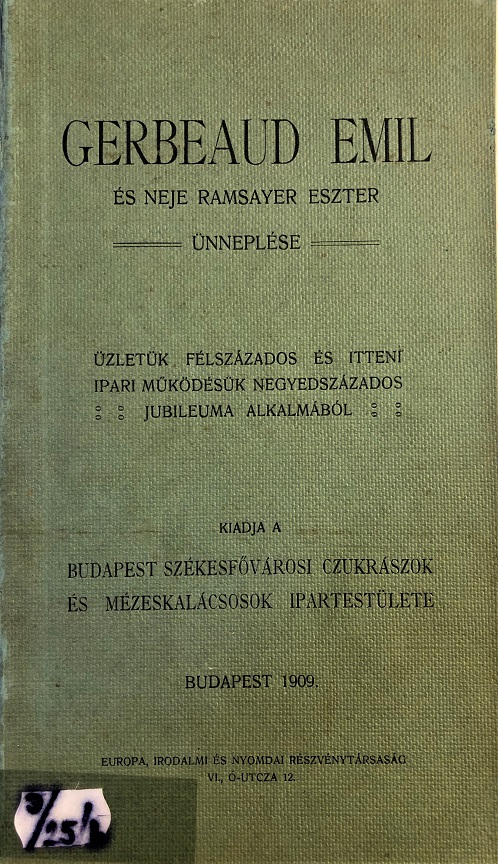 GERBEAUD EMIL
ÉS NEJE RAMSAYER ESZTER
ÜNNEPLÉSE
ÜZLETÜK FÉLSZÁZADOS ÉS ITTENI
IPARI MŰKÖDÉSÜK NEGYEDSZÁZADOS
JUBILEUMA ALKALMÁBÓL
KIADJA A
BUDAPEST SZÉKESFŐVÁROSI CZUKRÁSZOK
ÉS MÉZESKALÁCSOSOK IPARTESTÜLETE
BUDAPEST 1909.
EUROPA, IRODALMI ÉS NYOMDAI RÉSZVÉNYTÁRSASÁG
VI., Ó-UTCZA 12.